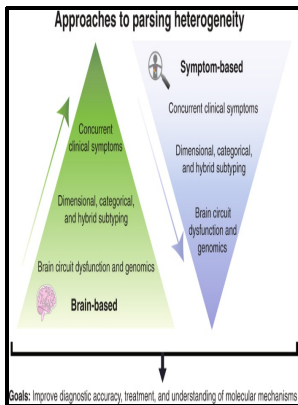 Approaches to parsing heterogeneity
Concurrent
clinical symptoms
Dimensional, categorical,
and hybrid subtyping
Brain circuit dysfunction and genomics
Brain-based
Symptom-based
Concurrent clinical symptoms
Dimensional, categorical,
and hybrid subtyping
Brain circuit
dysfunction and
genomics
Goals: Improve diagnostic accuracy, treatment, and understanding of molecular mechanisms